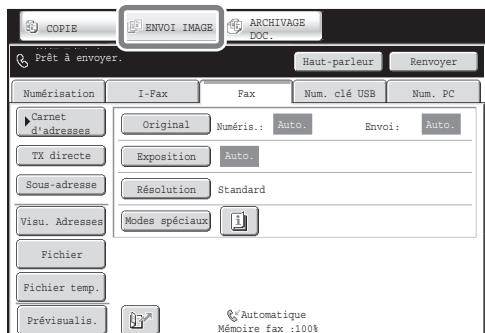 COPIE
ENVOI IMAGE
ARCHIVAGE
DOC.
Prêt à envoyer.
Haut-parleur
Renvoyer
Numérisation
I-Fax
Fax
Num. clé USB
Num. PC
Carnet
d'adresses
Original
Numéris.:
Auto.
Envoi:
Auto.
TX directe
Exposition
Auto.
Sous-adresse
Résolution
Standard
Visu. Adresses
Modes spéciaux
Fichier
Fichier temp.
Prévisualis.
Automatique
Mémoire fax :100%